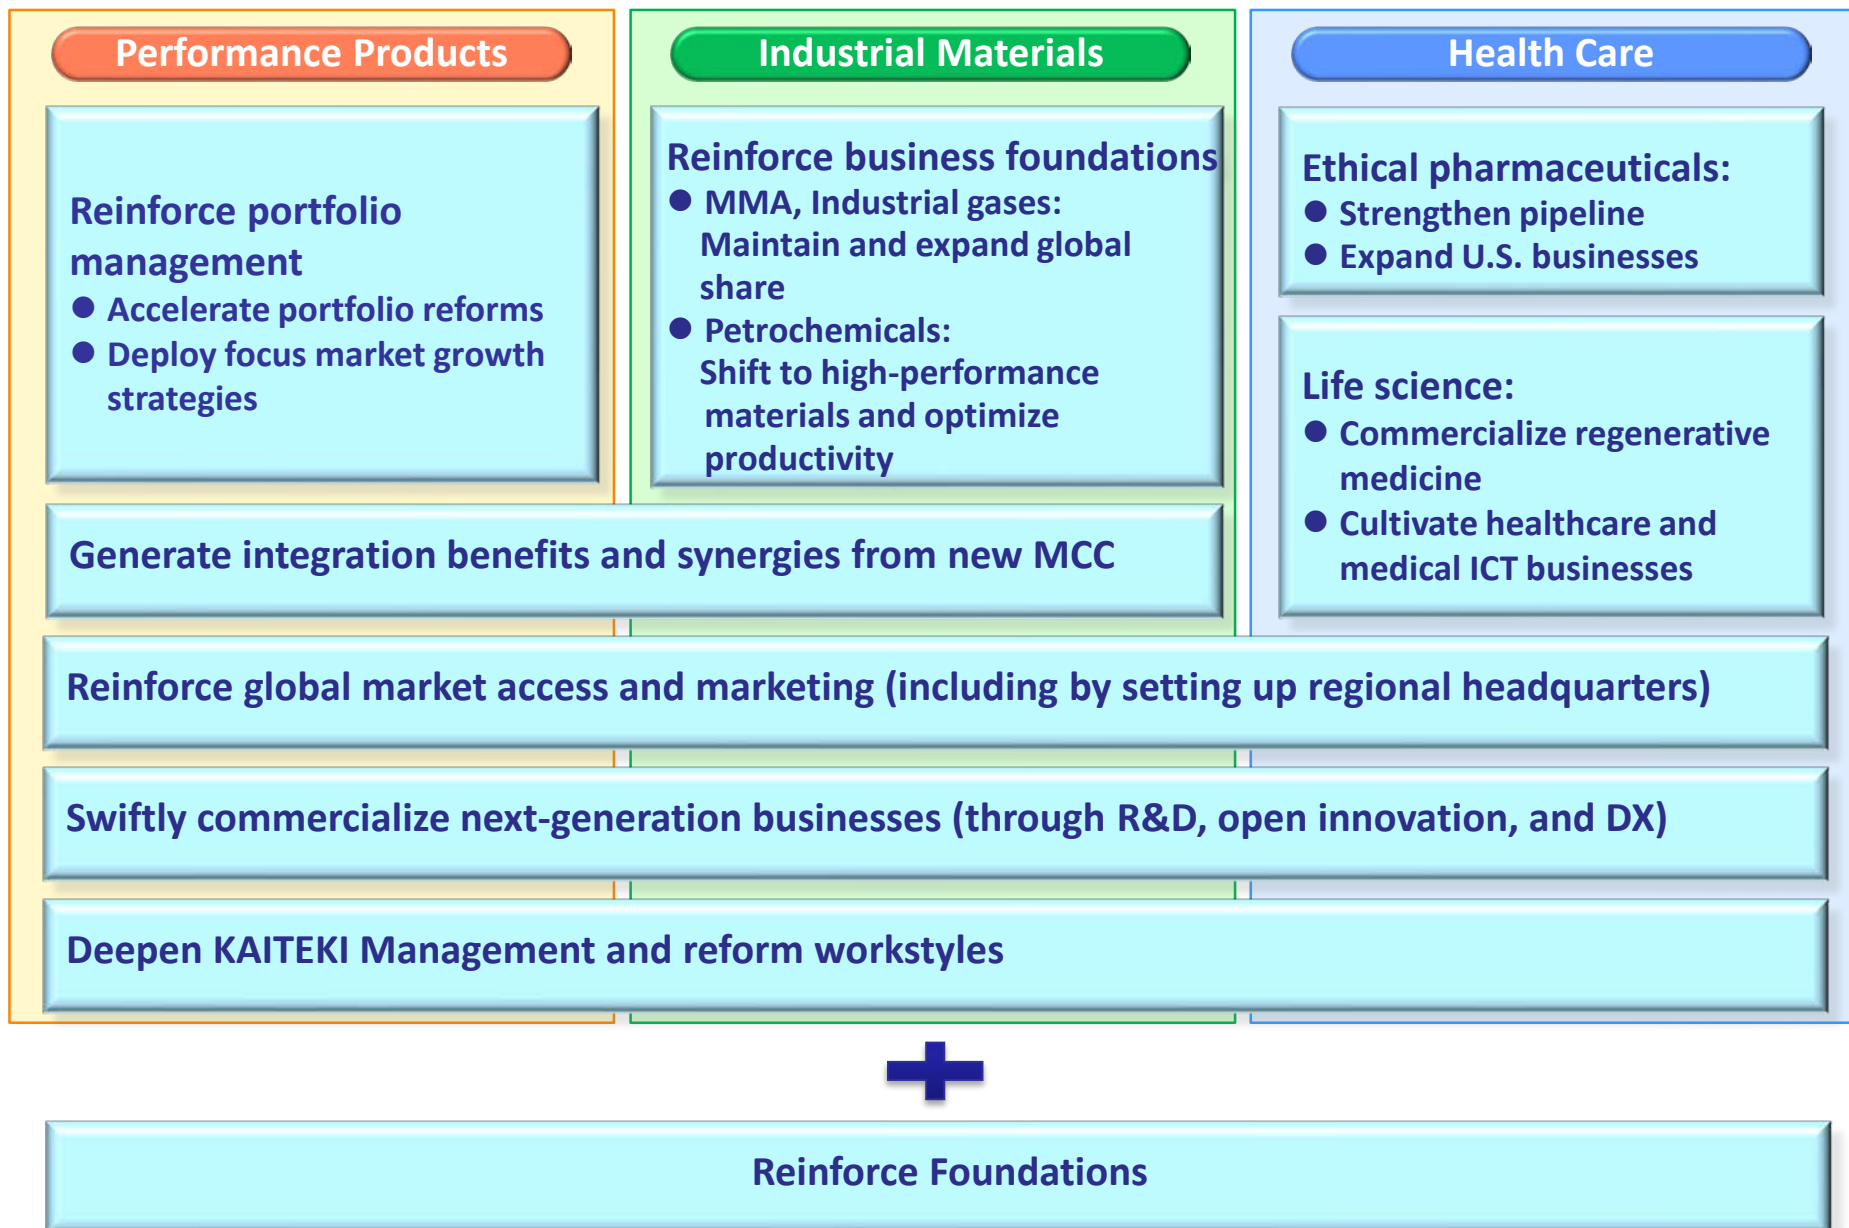 Performance Products
Industrial Materials
Health Care
Reinforce portfolio
management
● Accelerate portfolio reforms
● Deploy focus market growth
strategies
Reinforce business foundations
● MMA, Industrial gases:
Maintain and expand global
share
● Petrochemicals:
Shift to high-performance
materials and optimize
productivity
Ethical pharmaceuticals:
● Strengthen pipeline
● Expand U.S. businesses
Life science:
● Commercialize regenerative
medicine
● Cultivate healthcare and
medical ICT businesses
Generate integration benefits and synergies from new MCC
Reinforce global market access and marketing (including by setting up regional headquarters)
Swiftly commercialize next-generation businesses (through R&D, open innovation, and DX)
Deepen KAITEKI Management and reform workstyles
Reinforce Foundations